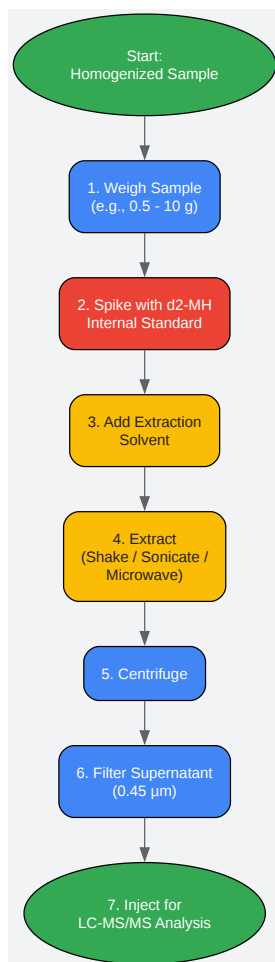 Start:
Homogenized Sample
1. Weigh Sample
(e.g., 0.5 - 10 g)
2. Spike with d2-MH
Internal Standard
3. Add Extraction
Solvent
4. Extract
(Shake / Sonicate /
Microwave)
5. Centrifuge
6. Filter Supernatant
(0.45 µm)
7. Inject for
LC-MS/MS Analysis